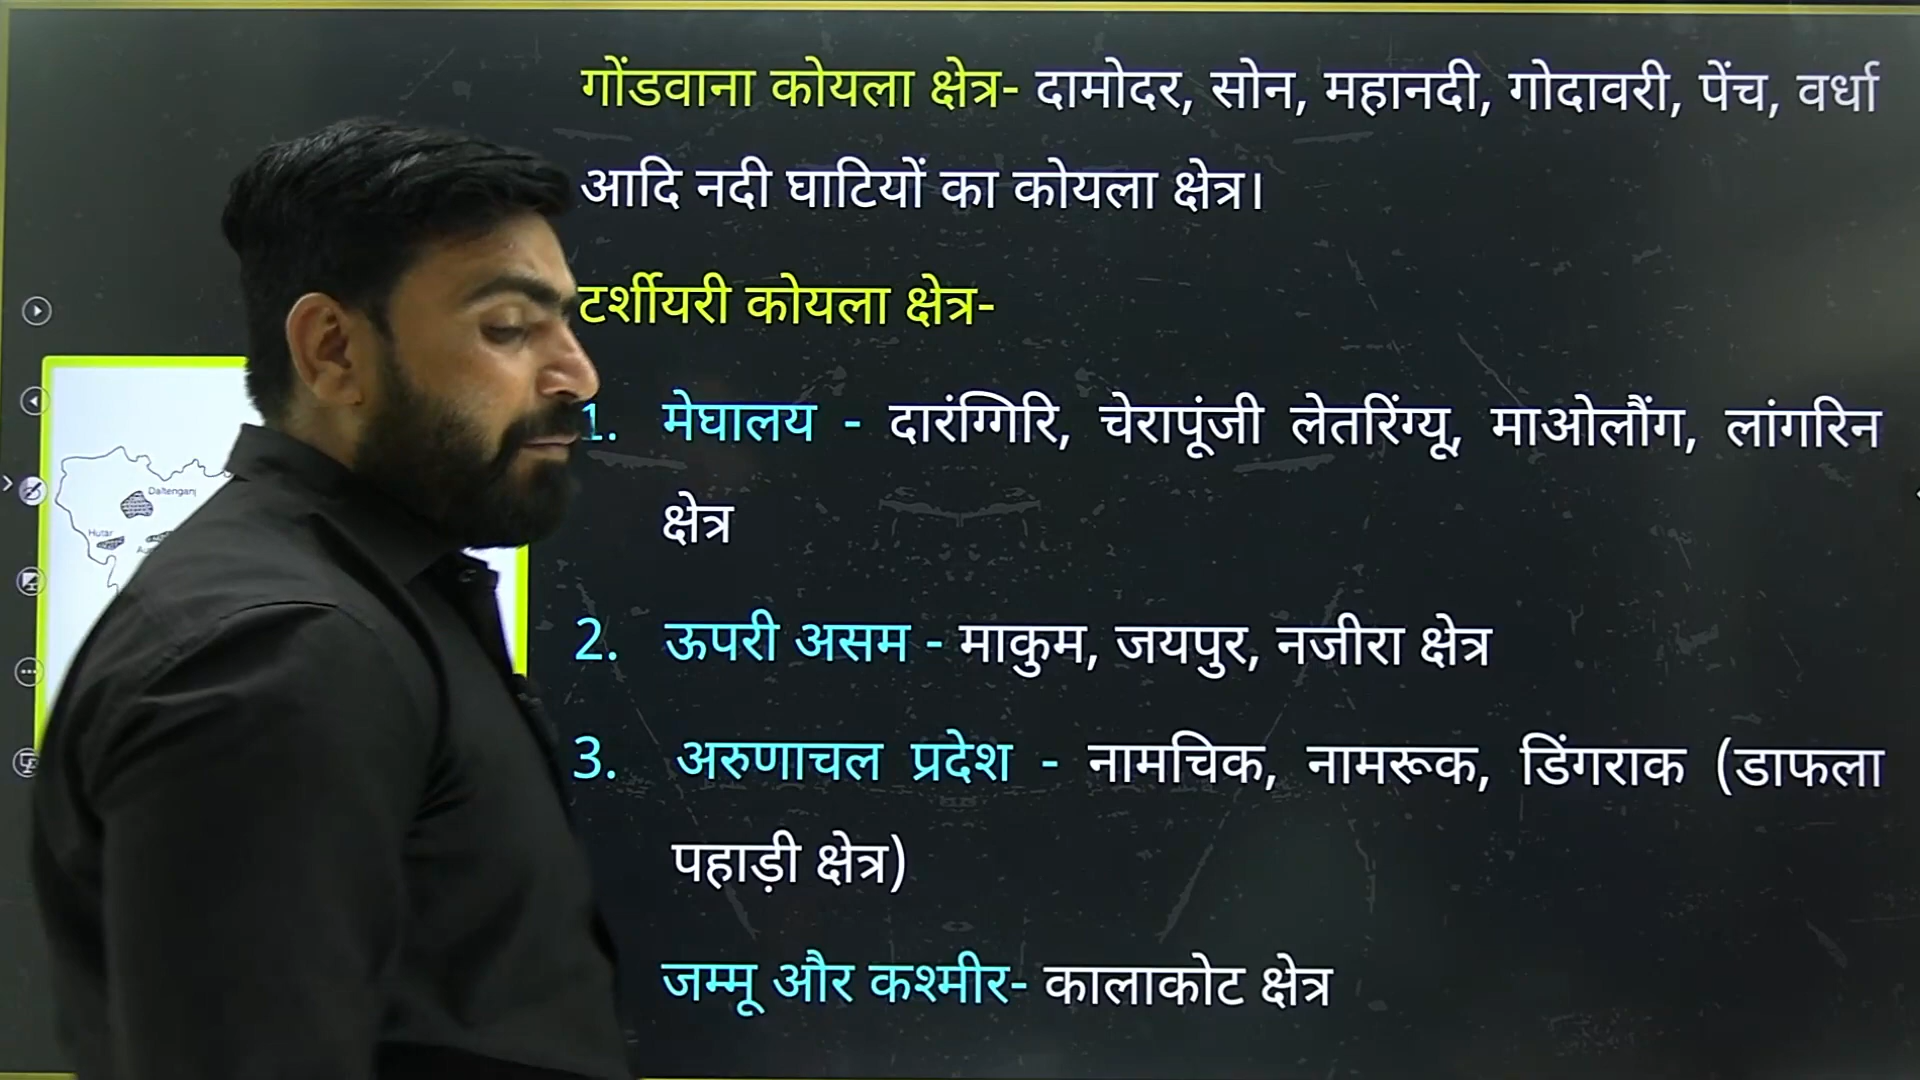 गोंडवाना कोयला क्षेत्र- दामोदर, सोन, महानदी, गोदावरी, पेंच, वर्धा
आदि नदी घाटियों का कोयला क्षेत्र।
टर्शीयरी कोयला क्षेत्र-
1. मेघालय - दारंग्गिरि, चेरापूंजी लेतरिंग्यू, माओलौंग, लांगरिन
क्षेत्र
2. ऊपरी असम - माकुम, जयपुर, नजीरा क्षेत्र
3. अरुणाचल प्रदेश - नामचिक, नामरूक, डिंगराक (डाफला
पहाड़ी क्षेत्र)
जम्मू और कश्मीर- कालाकोट क्षेत्र
Daltenganj
Hutar